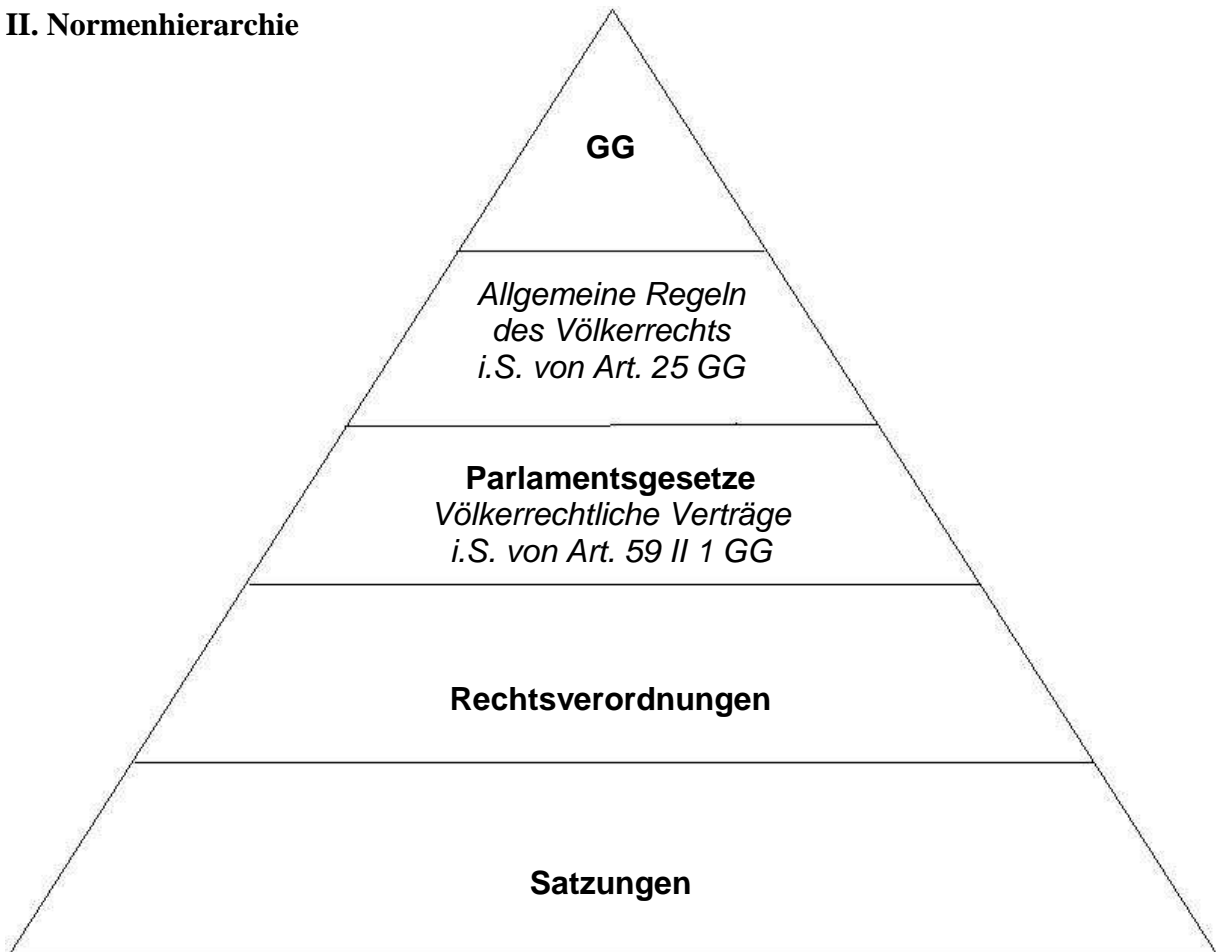 II. Normenhierarchie
GG
Allgemeine Regeln
des Völkerrechts
i.S. von Art. 25 GG
Parlamentsgesetze
Völkerrechtliche Verträge
i.S. von Art. 59 II 1 GG
Rechtsverordnungen
Satzungen